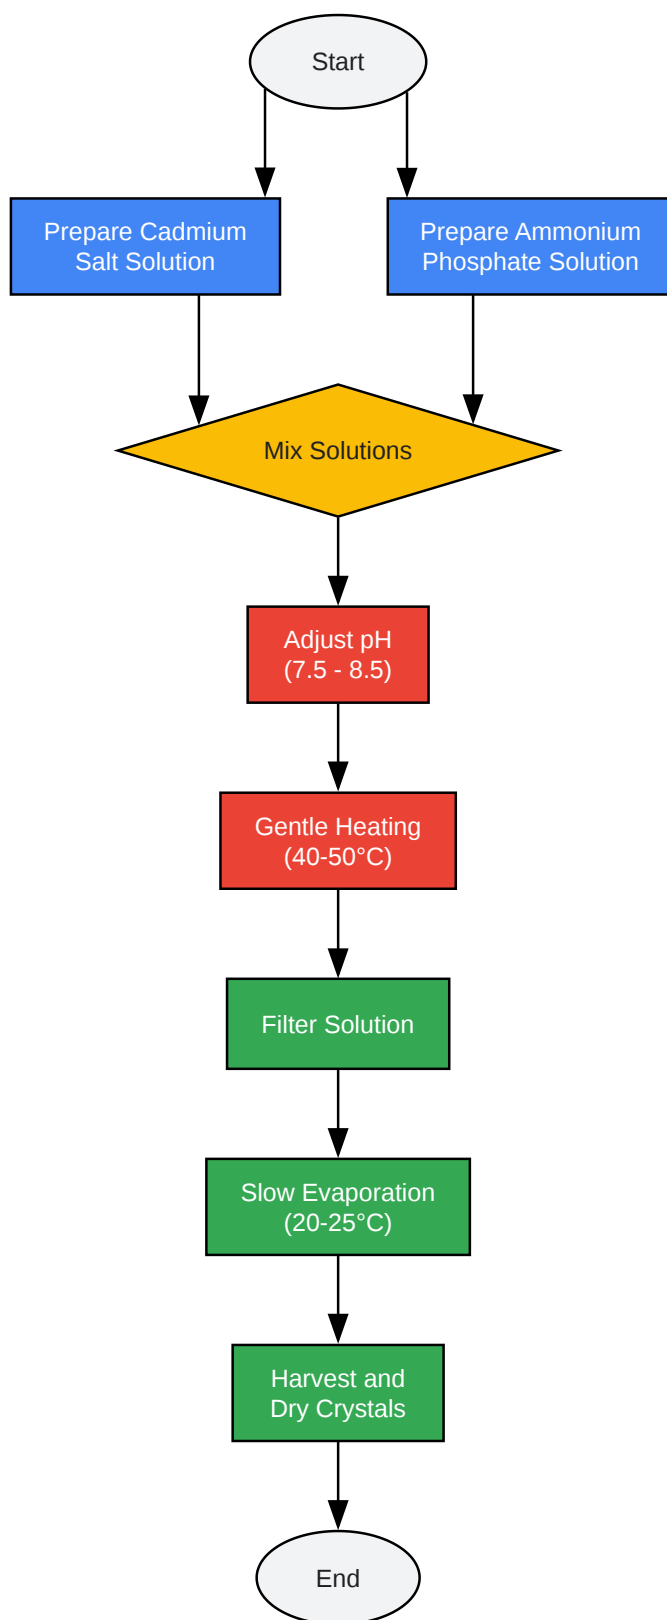 Start
Prepare Cadmium
Salt Solution
Prepare Ammonium
Phosphate Solution
Mix Solutions
Adjust pH
(7.5 - 8.5)
Gentle Heating
(40-50°C)
Filter Solution
Slow Evaporation
(20-25°C)
Harvest and
Dry Crystals
End